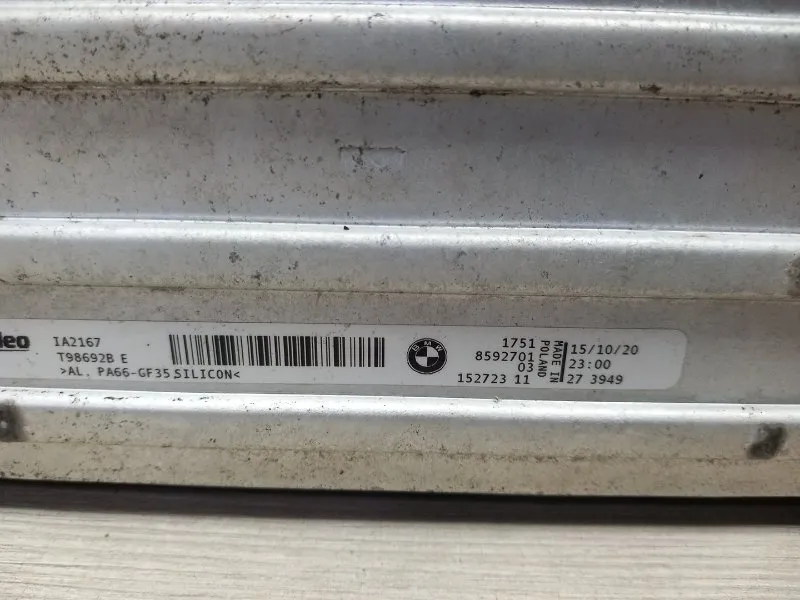 IA2167
T98692B E
>AL. PA66-GF35 SILICON<
BMW
1751
8592701
03
152723 11
MADE IN
POLAND
15/10/20
23:00
27 3949